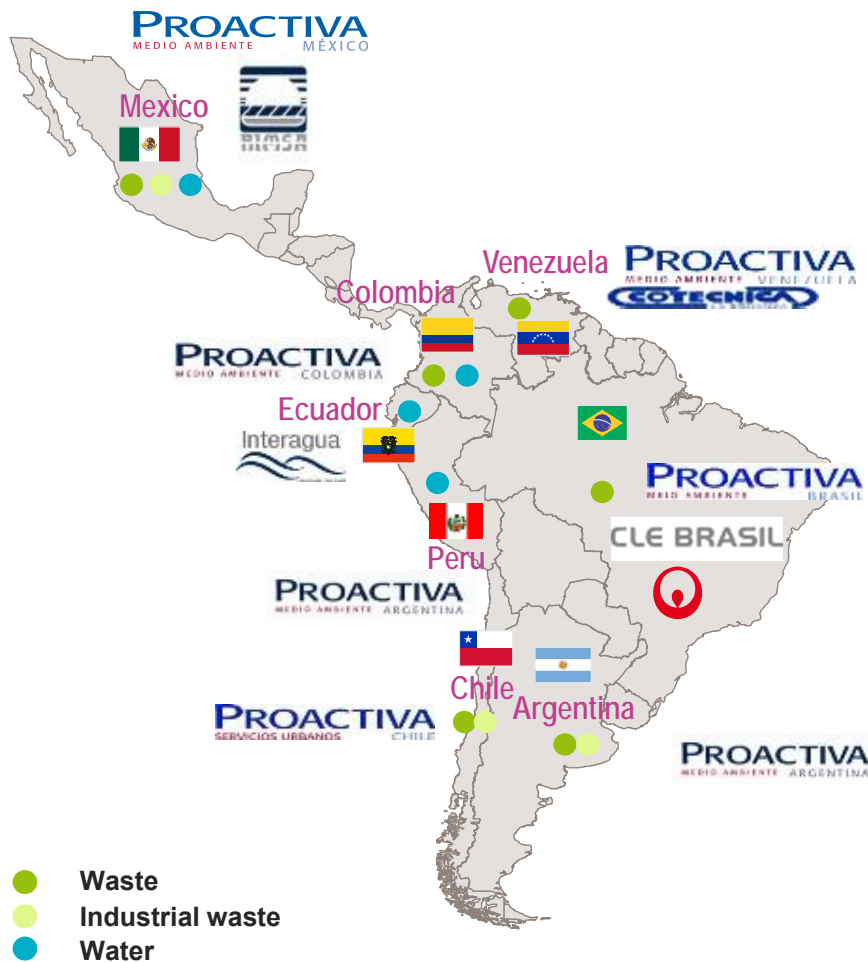 PROACTIVA
MEDIO AMBIENTE MÉXICO
Mexico
BIMSA
Venezuela
PROACTIVA
MEDIO AMBIENTE VENEZUELA
COTECNICA
Colombia
PROACTIVA
MEDIO AMBIENTE COLOMBIA
Ecuador
Interagua
PROACTIVA
MEDIO AMBIENTE BRASIL
CLE BRASIL
Peru
PROACTIVA
MEDIO AMBIENTE ARGENTINA
Chile
Argentina
PROACTIVA
SERVICIOS URBANOS CHILE
PROACTIVA
MEDIO AMBIENTE ARGENTINA
Waste
Industrial waste
Water